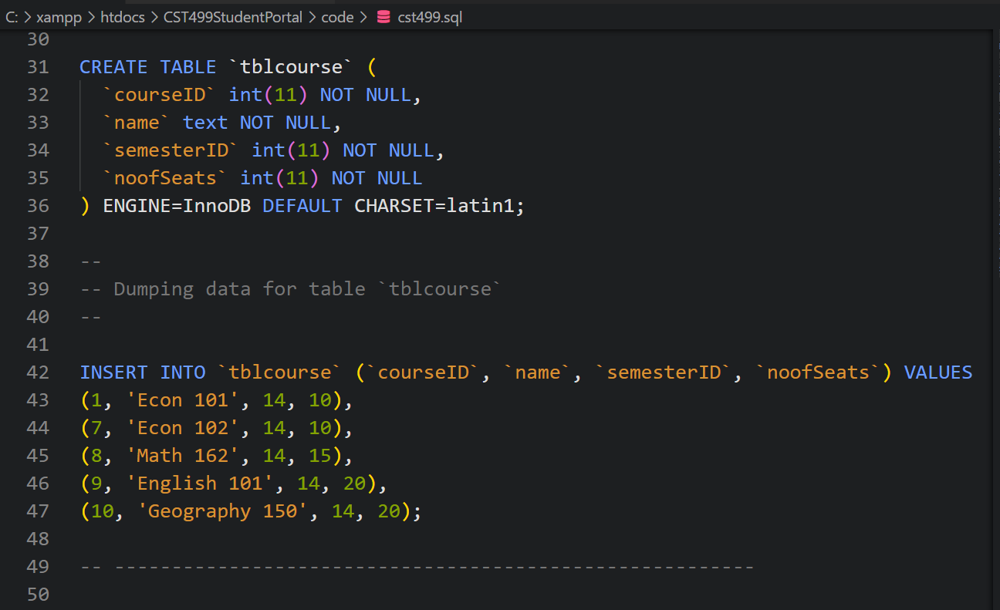 C: > xampp > htdocs > CST499StudentPortal > code > cst499.sql
30
31 CREATE TABLE `tblcourse` (
32   `courseID` int(11) NOT NULL,
33   `name` text NOT NULL,
34   `semesterID` int(11) NOT NULL,
35   `noofSeats` int(11) NOT NULL
36 ) ENGINE=InnoDB DEFAULT CHARSET=latin1;
37
38 --
39 -- Dumping data for table `tblcourse`
40 --
41
42 INSERT INTO `tblcourse` (`courseID`, `name`, `semesterID`, `noofSeats`) VALUES
43 (1, 'Econ 101', 14, 10),
44 (7, 'Econ 102', 14, 10),
45 (8, 'Math 162', 14, 15),
46 (9, 'English 101', 14, 20),
47 (10, 'Geography 150', 14, 20);
48
49 -- --------------------------------------------------------
50